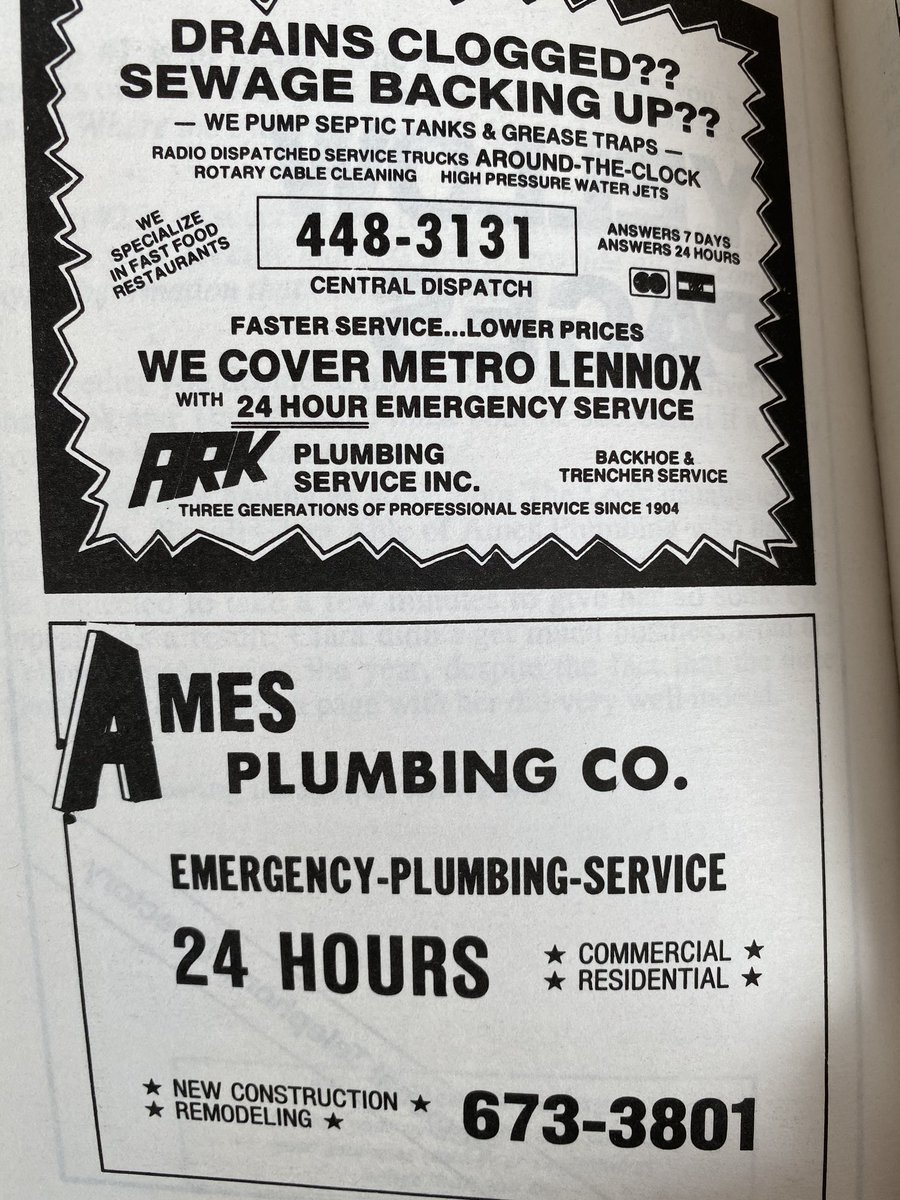 DRAINS CLOGGED??
SEWAGE BACKING UP??
— WE PUMP SEPTIC TANKS & GREASE TRAPS —
RADIO DISPATCHED SERVICE TRUCKS AROUND-THE-CLOCK
ROTARY CABLE CLEANING HIGH PRESSURE WATER JETS
WE
SPECIALIZE
IN FAST FOOD
RESTAURANTS
448-3131
ANSWERS 7 DAYS
ANSWERS 24 HOURS
CENTRAL DISPATCH
FASTER SERVICE...LOWER PRICES
WE COVER METRO LENNOX
WITH 24 HOUR EMERGENCY SERVICE
ARK PLUMBING
SERVICE INC.
BACKHOE &
TRENCHER SERVICE
THREE GENERATIONS OF PROFESSIONAL SERVICE SINCE 1904
AMES
PLUMBING CO.
EMERGENCY-PLUMBING-SERVICE
24 HOURS
★ COMMERCIAL ★
★ RESIDENTIAL ★
★ NEW CONSTRUCTION ★
★ REMODELING ★
673-3801